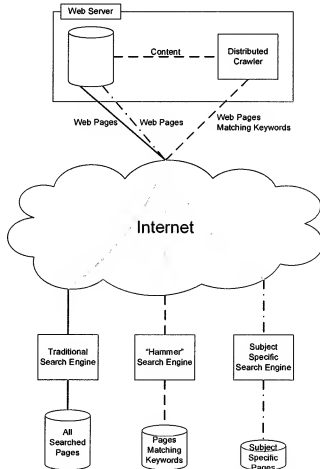 Web Server
Content
Distributed
Crawler
Web Pages
Web Pages
Web Pages
Matching Keywords
Internet
Traditional
Search Engine
"Hammer"
Search Engine
Subject
Specific
Search Engine
All
Searched
Pages
Pages
Matching
Keywords
Subject
Specific
Pages